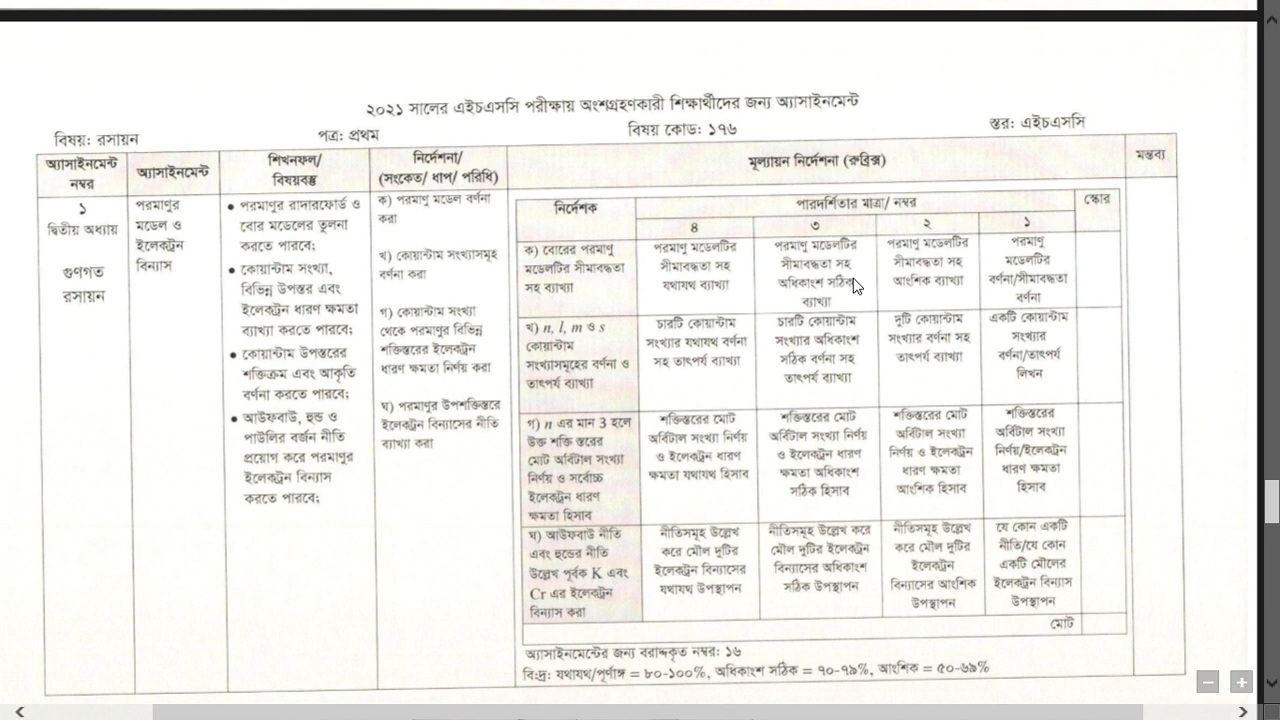 ২০২১ সালের এইচএসসি পরীক্ষায় অংশগ্রহণকারী শিক্ষার্থীদের জন্য অ্যাসাইনমেন্ট
বিষয়: রসায়ন
পত্র: প্রথম
বিষয় কোড: ১৭৬
স্তর: এইচএসসি
অ্যাসাইনমেন্ট
নম্বর
অ্যাসাইনমেন্ট
শিখনফল/
বিষয়বস্তু
নির্দেশনা/
(সংকেত/ ধাপ/ পরিধি)
মূল্যায়ন নির্দেশনা (রুব্রিক্স)
মন্তব্য
১
দ্বিতীয় অধ্যায়
গুণগত
রসায়ন
পরমাণুর
মডেল ও
ইলেকট্রন
বিন্যাস
• পরমাণুর রাদারফোর্ড ও
বোর মডেলের তুলনা
করতে পারবে;
• কোয়ান্টাম সংখ্যা,
বিভিন্ন উপস্তর এবং
ইলেকট্রন ধারণ ক্ষমতা
ব্যাখ্যা করতে পারবে;
• কোয়ান্টাম উপস্তরের
শক্তিক্রম এবং আকৃতি
বর্ণনা করতে পারবে;
• আউফবাউ, হুন্ড ও
পাউলির বর্জন নীতি
প্রয়োগ করে পরমাণুর
ইলেকট্রন বিন্যাস
করতে পারবে;
ক) পরমাণু মডেল বর্ণনা
করা
খ) কোয়ান্টাম সংখ্যাসমূহ
বর্ণনা করা
গ) কোয়ান্টাম সংখ্যা
থেকে পরমাণুর বিভিন্ন
শক্তিস্তরের ইলেকট্রন
ধারণ ক্ষমতা নির্ণয় করা
ঘ) পরমাণুর উপশক্তিস্তরে
ইলেকট্রন বিন্যাসের নীতি
ব্যাখ্যা করা
নির্দেশক
পারদর্শিতার মাত্রা/ নম্বর
স্কোর
৪
৩
২
১
ক) বোরের পরমাণু
মডেলটির সীমাবদ্ধতা
সহ ব্যাখ্যা
পরমাণু মডেলটির
সীমাবদ্ধতা সহ
যথাযথ ব্যাখ্যা
পরমাণু মডেলটির
সীমাবদ্ধতা সহ
অধিকাংশ সঠিক
ব্যাখ্যা
পরমাণু মডেলটির
সীমাবদ্ধতা সহ
আংশিক ব্যাখ্যা
পরমাণু
মডেলটির
বর্ণনা/সীমাবদ্ধতা
বর্ণনা
খ) n, l, m ও s
কোয়ান্টাম
সংখ্যাসমূহের বর্ণনা ও
তাৎপর্য ব্যাখ্যা
চারটি কোয়ান্টাম
সংখ্যার যথাযথ বর্ণনা
সহ তাৎপর্য ব্যাখ্যা
চারটি কোয়ান্টাম
সংখ্যার অধিকাংশ
সঠিক বর্ণনা সহ
তাৎপর্য ব্যাখ্যা
দুটি কোয়ান্টাম
সংখ্যার বর্ণনা সহ
তাৎপর্য ব্যাখ্যা
একটি কোয়ান্টাম
সংখ্যার
বর্ণনা/তাৎপর্য
লিখন
গ) n এর মান 3 হলে
উক্ত শক্তি স্তরের
মোট অর্বিটাল সংখ্যা
নির্ণয় ও সর্বোচ্চ
ইলেকট্রন ধারণ
ক্ষমতা হিসাব
শক্তিস্তরের মোট
অর্বিটাল সংখ্যা নির্ণয়
ও ইলেকট্রন ধারণ
ক্ষমতা যথাযথ হিসাব
শক্তিস্তরের মোট
অর্বিটাল সংখ্যা নির্ণয়
ও ইলেকট্রন ধারণ
ক্ষমতা অধিকাংশ
সঠিক হিসাব
শক্তিস্তরের মোট
অর্বিটাল সংখ্যা
নির্ণয় ও ইলেকট্রন
ধারণ ক্ষমতা
আংশিক হিসাব
শক্তিস্তরের
অর্বিটাল সংখ্যা
নির্ণয়/ইলেকট্রন
ধারণ ক্ষমতা
হিসাব
ঘ) আউফবাউ নীতি
এবং হুন্ডের নীতি
উল্লেখ পূর্বক K এবং
Cr এর ইলেকট্রন
বিন্যাস করা
নীতিসমূহ উল্লেখ
করে মৌল দুটির
ইলেকট্রন বিন্যাসের
যথাযথ উপস্থাপন
নীতিসমূহ উল্লেখ করে
মৌল দুটির ইলেকট্রন
বিন্যাসের অধিকাংশ
সঠিক উপস্থাপন
নীতিসমূহ উল্লেখ
করে মৌল দুটির
ইলেকট্রন
বিন্যাসের আংশিক
উপস্থাপন
যে কোন একটি
নীতি/যে কোন
একটি মৌলের
ইলেকট্রন বিন্যাস
উপস্থাপন
মোট
অ্যাসাইনমেন্টের জন্য বরাদ্দকৃত নম্বর: ১৬
বি:দ্র: যথাযথ/পূর্ণাঙ্গ = ৮০-১০০%, অধিকাংশ সঠিক = ৭০-৭৯%, আংশিক = ৫০-৬৯%